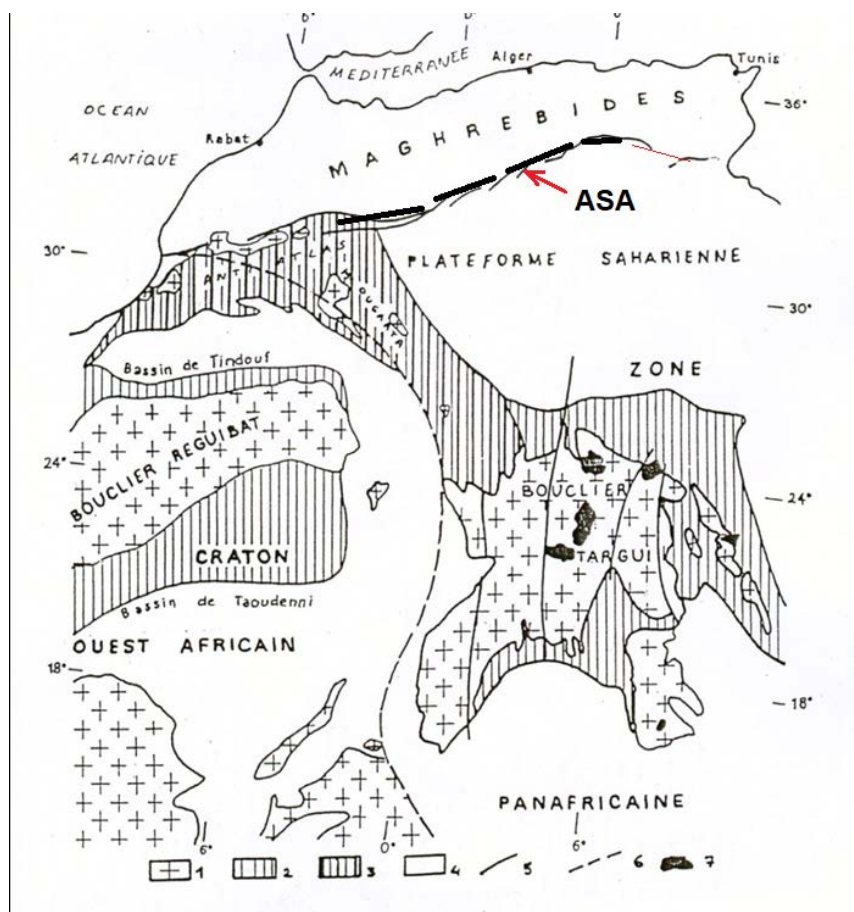 6°
0°
6
MEDITERRANEE
Alger
Tunis
OCEAN
ATLANTIQUE
Rabat
MAGHREBIDES
36°
ASA
30°
ANTI ATLAS
OUGARTA
PLATEFORME SAHARIENNE
30°
Bassin de Tindouf
ZONE
BOUCLIER REGUIBAT
24°
BOUCLIER
24°
CRATON
TARGUI
Bassin de Taoudenni
OUEST AFRICAIN
18°
18°
PANAFRICAINE
6°
0°
6°
1
2
3
4
5
6
7